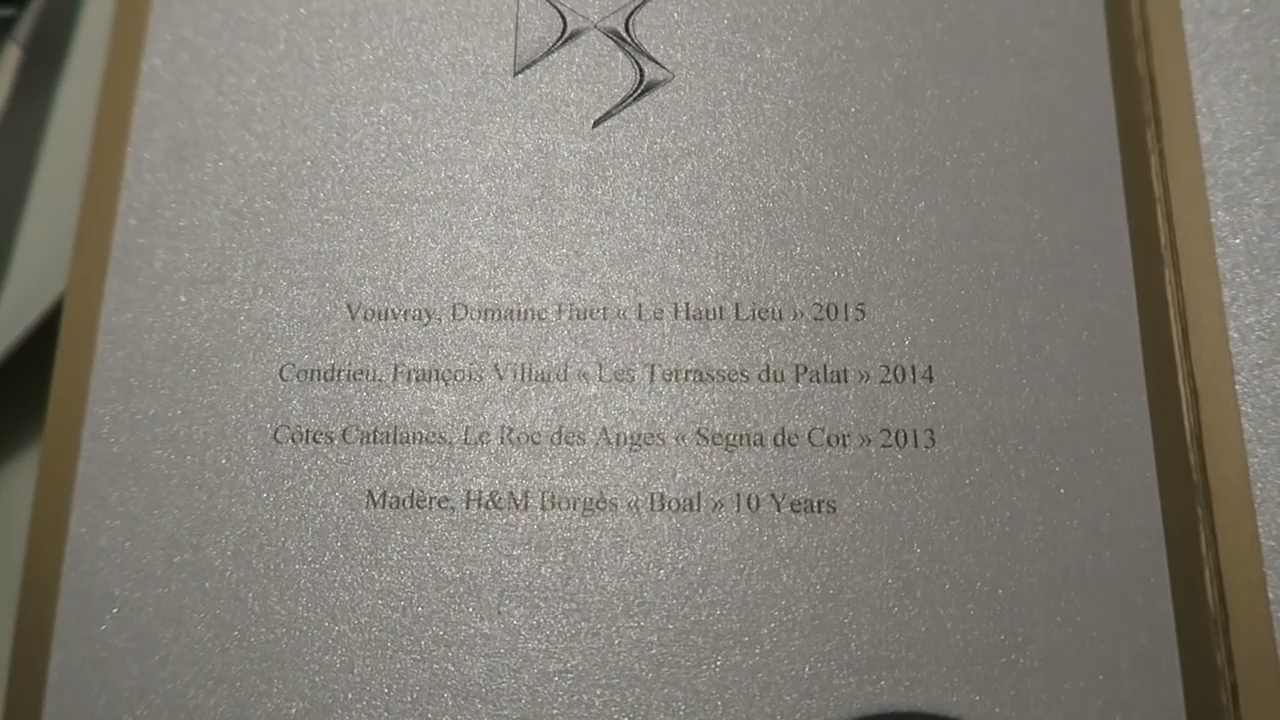 Vouvray, Domaine Huet « Le Haut Lieu » 2015
Condrieu, François Villard « Les Terrasses du Palat » 2014
Côtes Catalanes, Le Roc des Anges « Segna de Cor » 2013
Madère, H&M Borgès « Boal » 10 Years